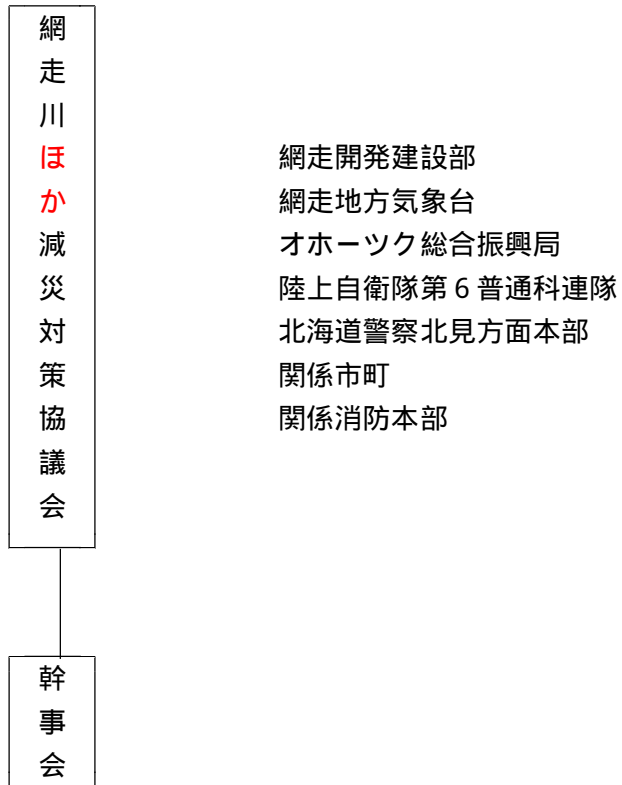 網走川ほか減災対策協議会
網走開発建設部
網走地方気象台
オホーツク総合振興局
陸上自衛隊第６普通科連隊
北海道警察北見方面本部
関係市町
関係消防本部
幹事会